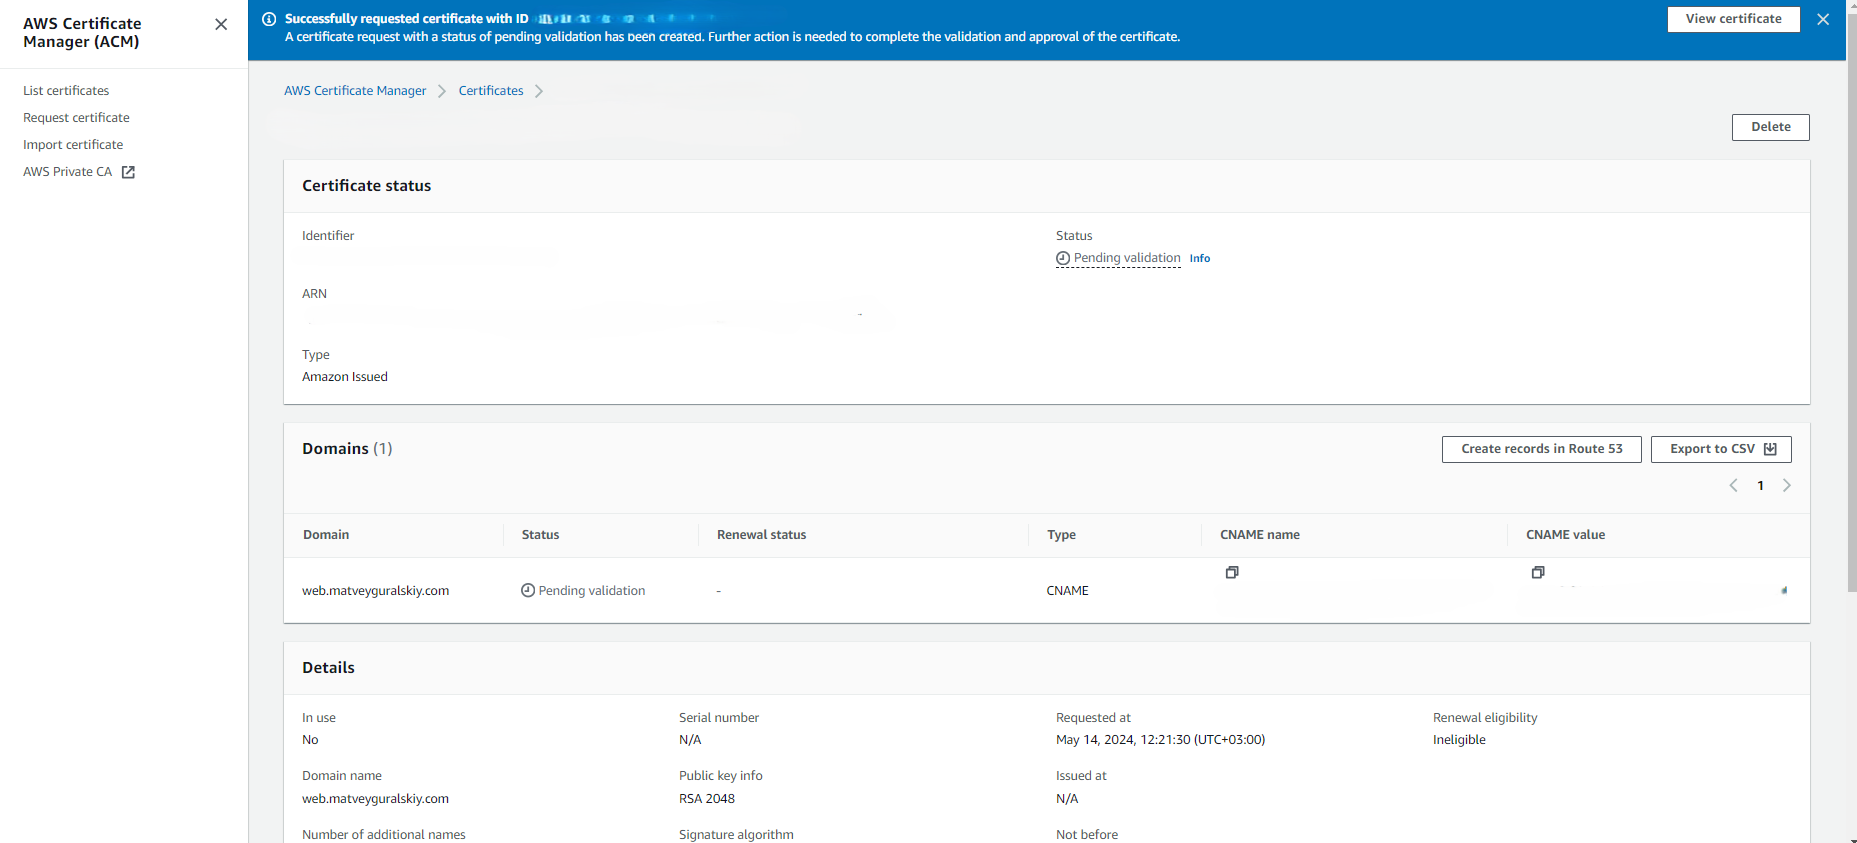 AWS Certificate
Manager (ACM)
List certificates
Request certificate
Import certificate
AWS Private CA
Successfully requested certificate with ID
A certificate request with a status of pending validation has been created. Further action is needed to complete the validation and approval of the certificate.
View certificate
AWS Certificate Manager
Certificates
Delete
Certificate status
Identifier
Status
Pending validation Info
ARN
Type
Amazon Issued
Domains (1)
Create records in Route 53
Export to CSV
1
Domain Status Renewal status Type CNAME name CNAME value
web.matveyguralskiy.com Pending validation - CNAME
Details
In use Serial number Requested at Renewal eligibility
No N/A May 14, 2024, 12:21:30 (UTC+03:00) Ineligible
Domain name Public key info Issued at
web.matveyguralskiy.com RSA 2048 N/A
Number of additional names Signature algorithm Not before